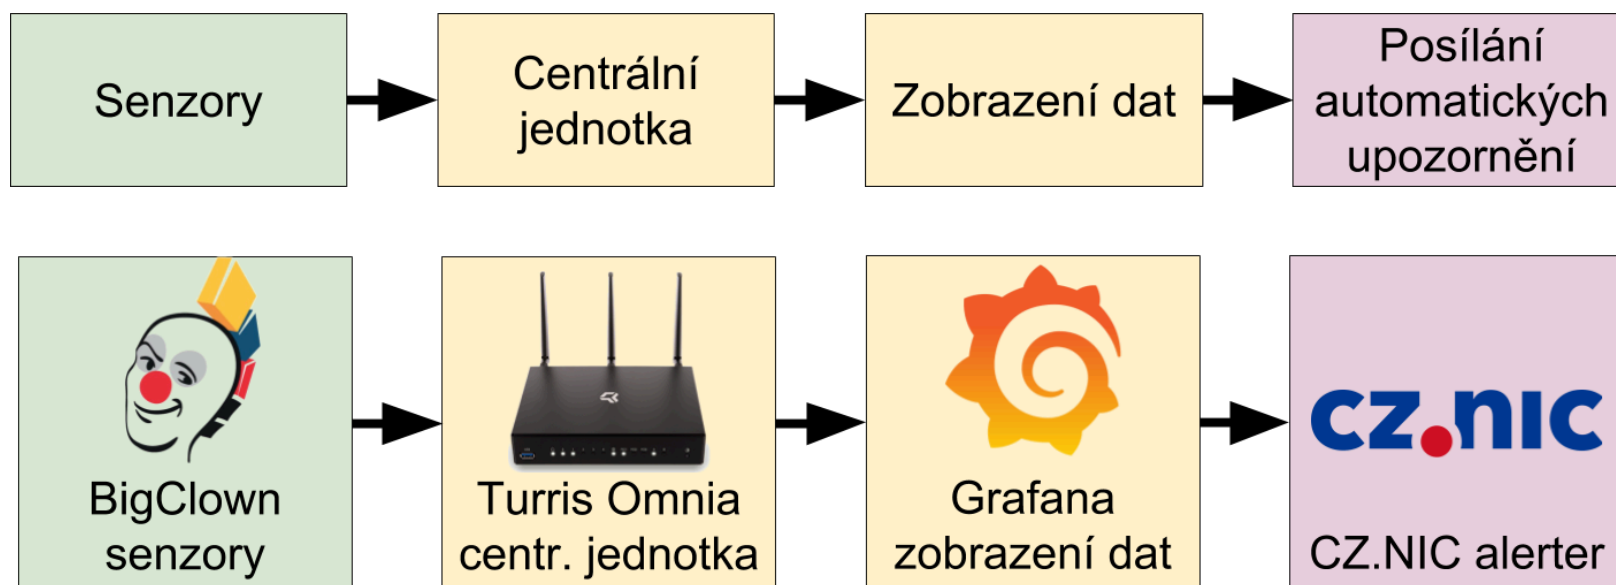 Senzory
Centrální
jednotka
Zobrazení dat
Posílání
automatických
upozornění
BigClown
senzory
Turris Omnia
centr. jednotka
Grafana
zobrazení dat
cz.nic
CZ.NIC alerter